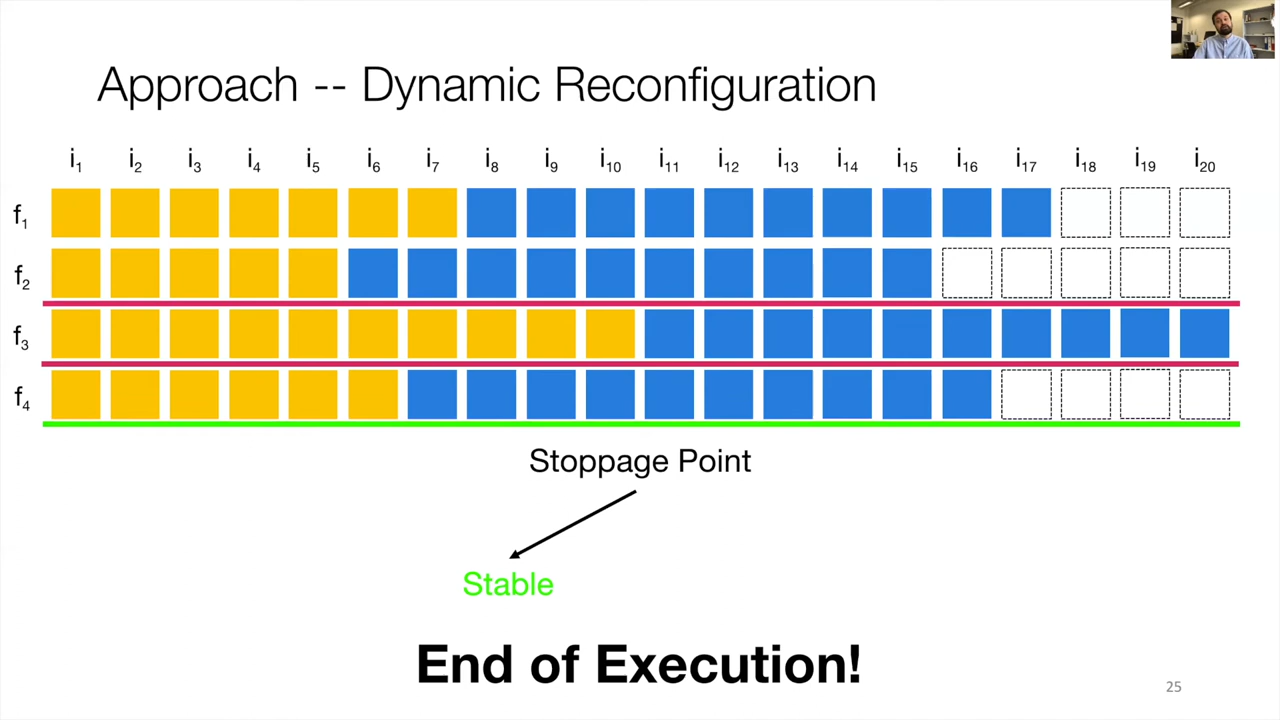 Approach -- Dynamic Reconfiguration
i1 i2 i3 i4 i5 i6 i7 i8 i9 i10 i11 i12 i13 i14 i15 i16 i17 i18 i19 i20
f1
f2
f3
f4
Stoppage Point
Stable
End of Execution!
25